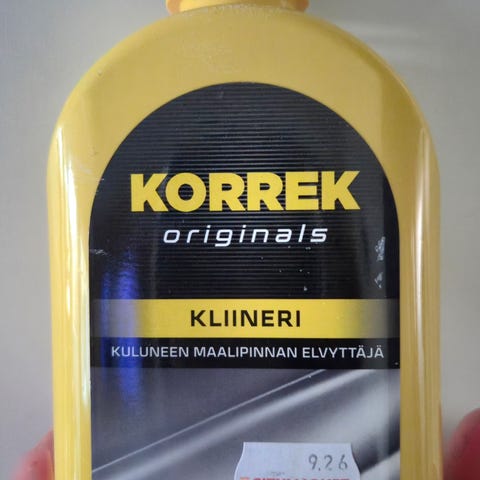 KORREK
originals
KLIINERI
KULUNEEN MAALIPINNAN ELVYTTÄJÄ
9,26